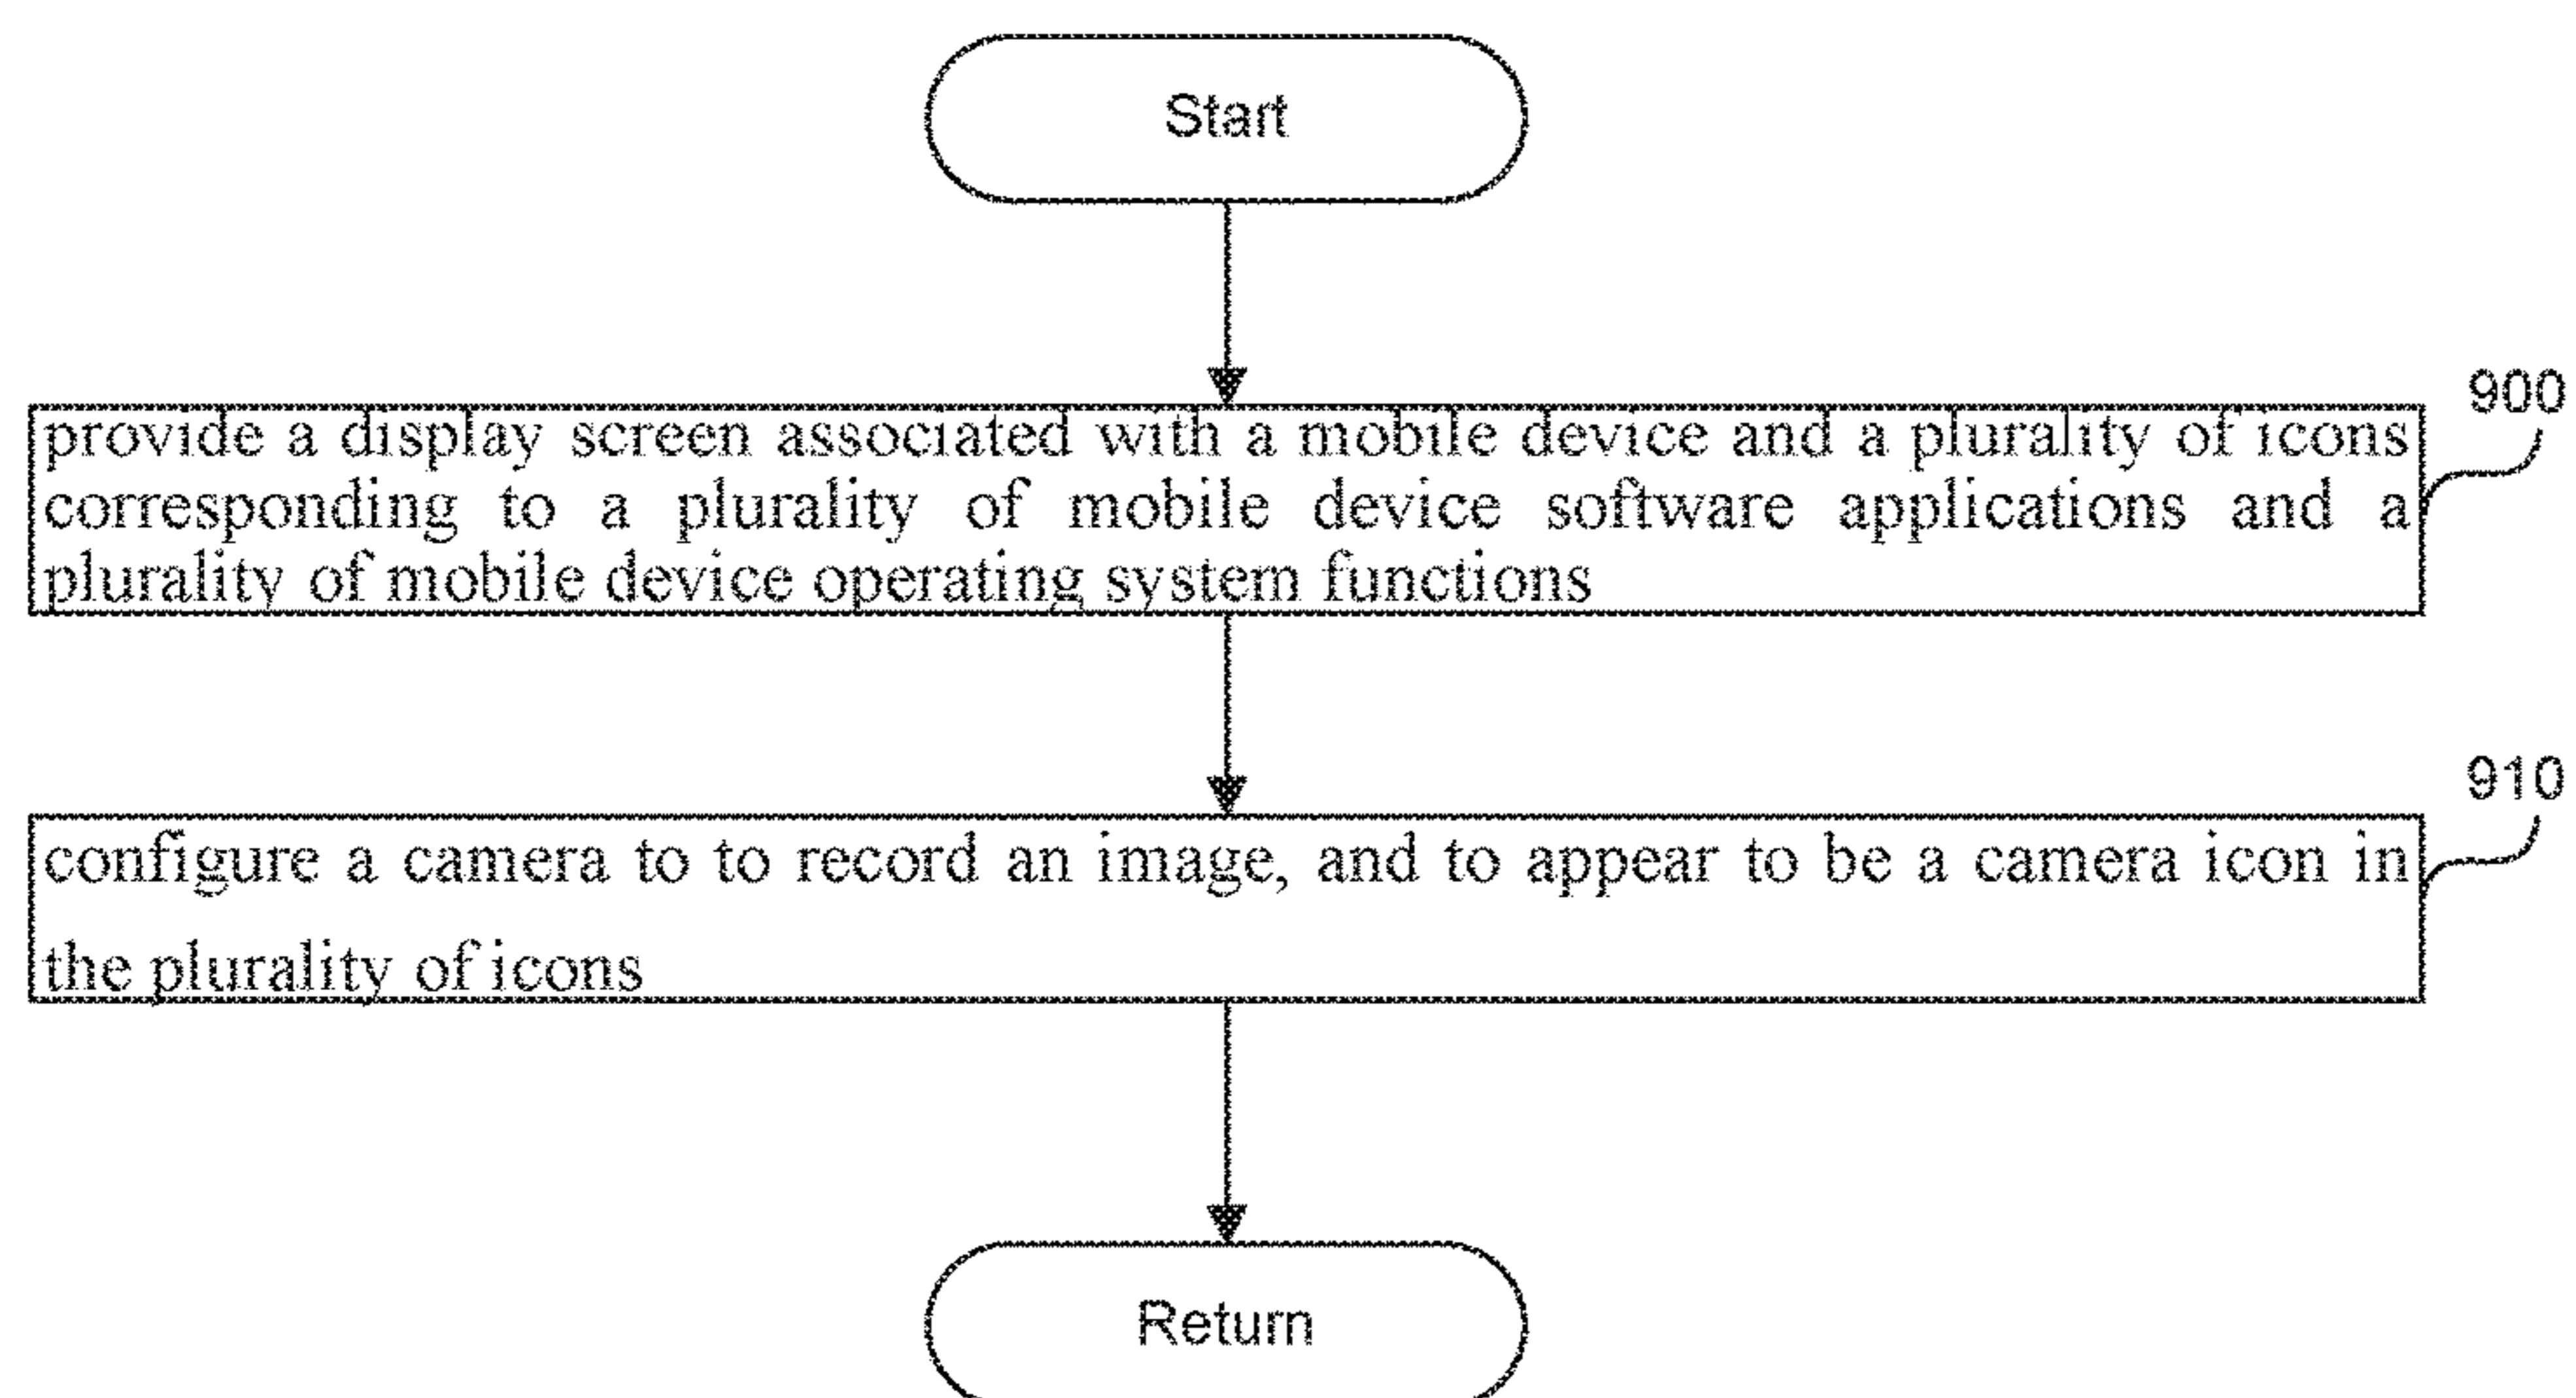 Start
900
provide a display screen associated with a mobile device and a plurality of icons
corresponding to a plurality of mobile device software applications and a
plurality of mobile device operating system functions
910
configure a camera to to record an image, and to appear to be a camera icon in
the plurality of icons
Return